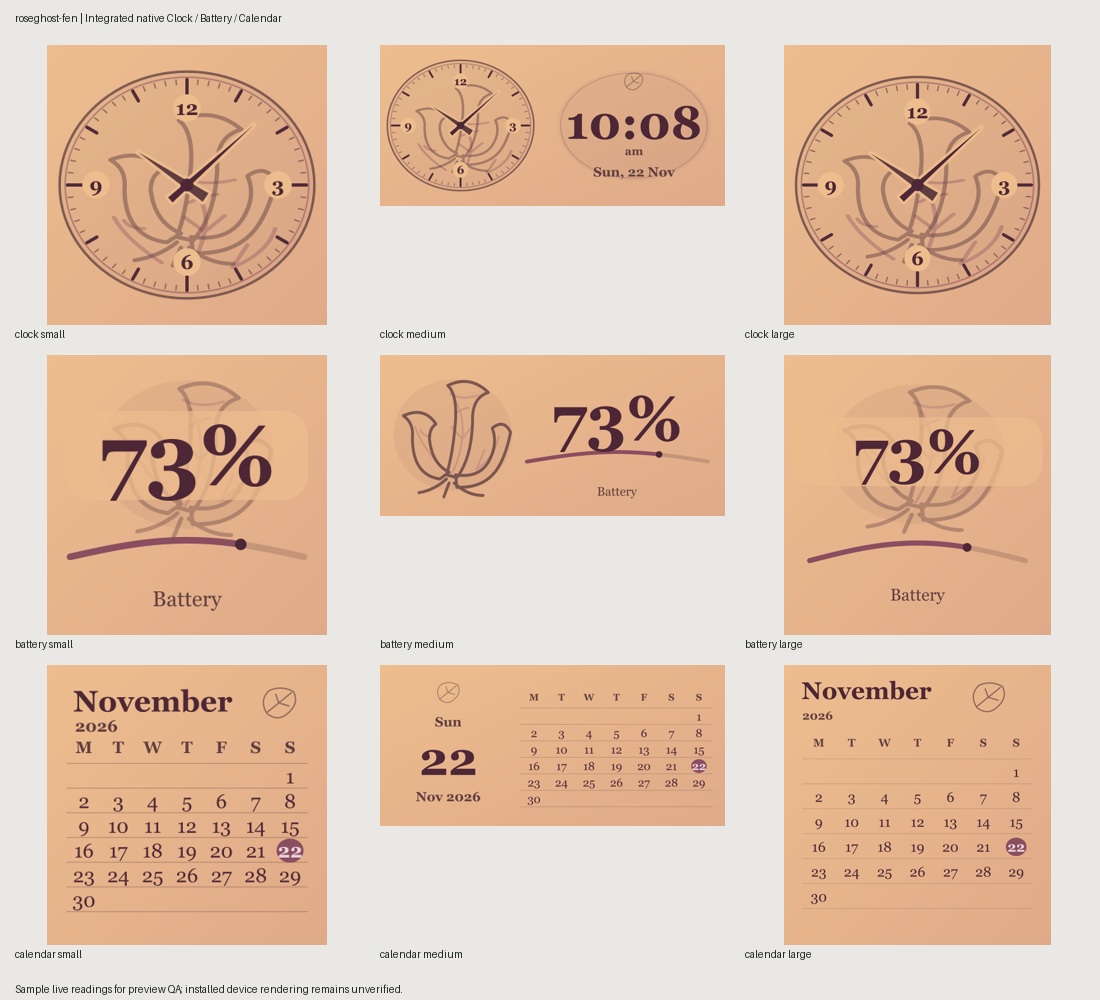 roseghost-fen | Integrated native Clock / Battery / Calendar
12
9
3
6
clock small
12
9
3
6
10:08
am
Sun, 22 Nov
clock medium
12
9
3
6
clock large
73%
Battery
battery small
73%
Battery
battery medium
73%
Battery
battery large
November
2026
M T W T F S S
1
2 3 4 5 6 7 8
9 10 11 12 13 14 15
16 17 18 19 20 21 22
23 24 25 26 27 28 29
30
calendar small
Sun
22
Nov 2026
M T W T F S S
1
2 3 4 5 6 7 8
9 10 11 12 13 14 15
16 17 18 19 20 21 22
23 24 25 26 27 28 29
30
calendar medium
November
2026
M T W T F S S
1
2 3 4 5 6 7 8
9 10 11 12 13 14 15
16 17 18 19 20 21 22
23 24 25 26 27 28 29
30
calendar large
Sample live readings for preview QA; installed device rendering remains unverified.